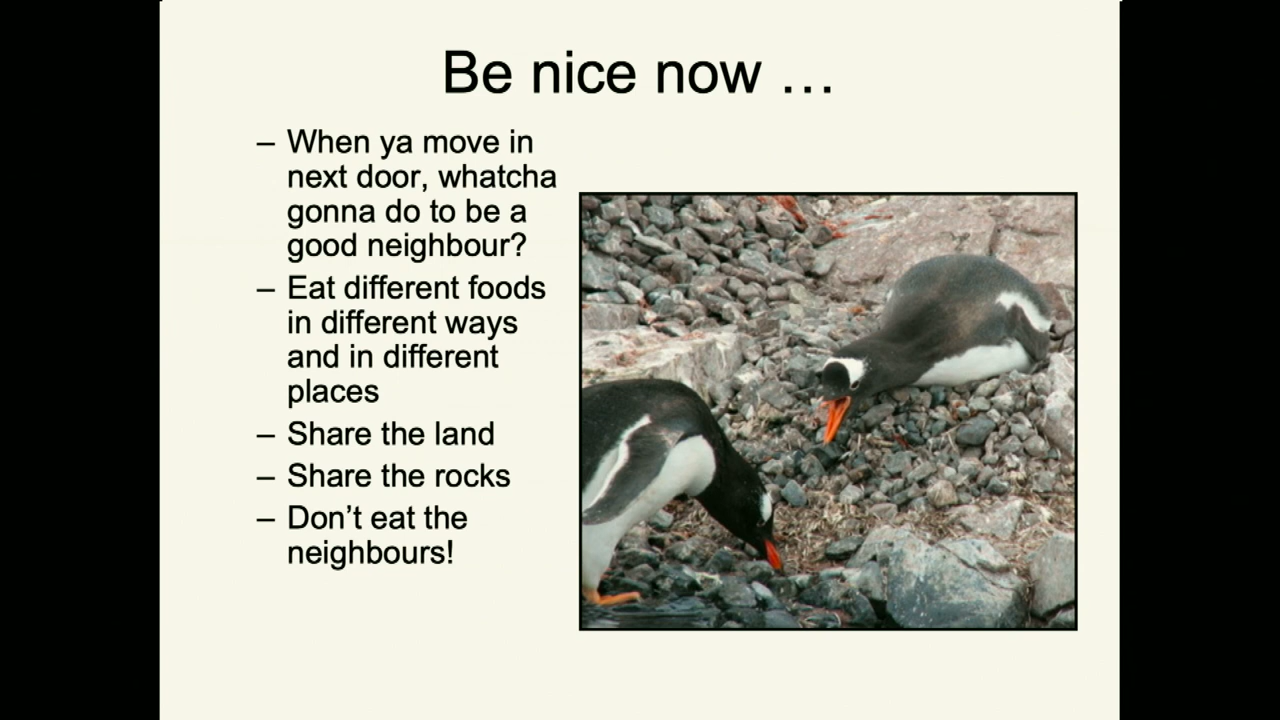 Be nice now …
– When ya move in
next door, whatcha
gonna do to be a
good neighbour?
– Eat different foods
in different ways
and in different
places
– Share the land
– Share the rocks
– Don’t eat the
neighbours!